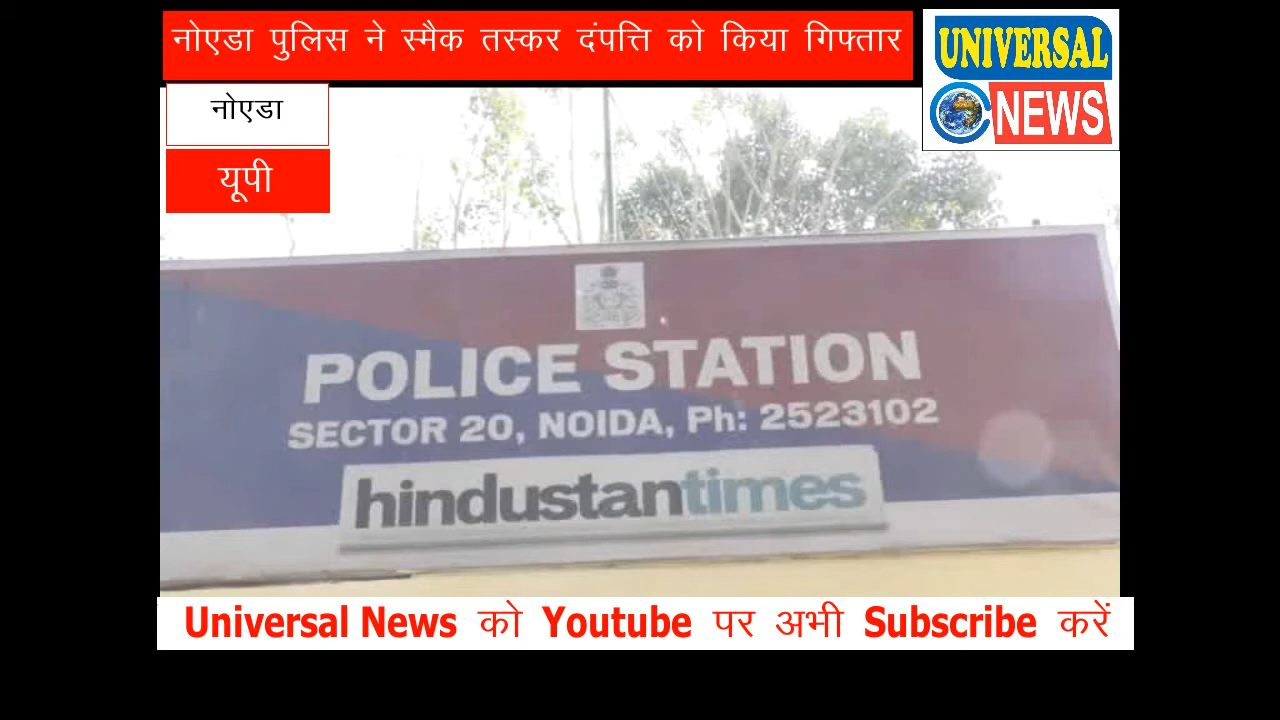 नोएडा पुलिस ने स्मैक तस्कर दंपत्ति को किया गिफ्तार
UNIVERSAL
NEWS
नोएडा
यूपी
POLICE STATION
SECTOR 20, NOIDA, Ph: 2523102
hindustantimes
Universal News को Youtube पर अभी Subscribe करें